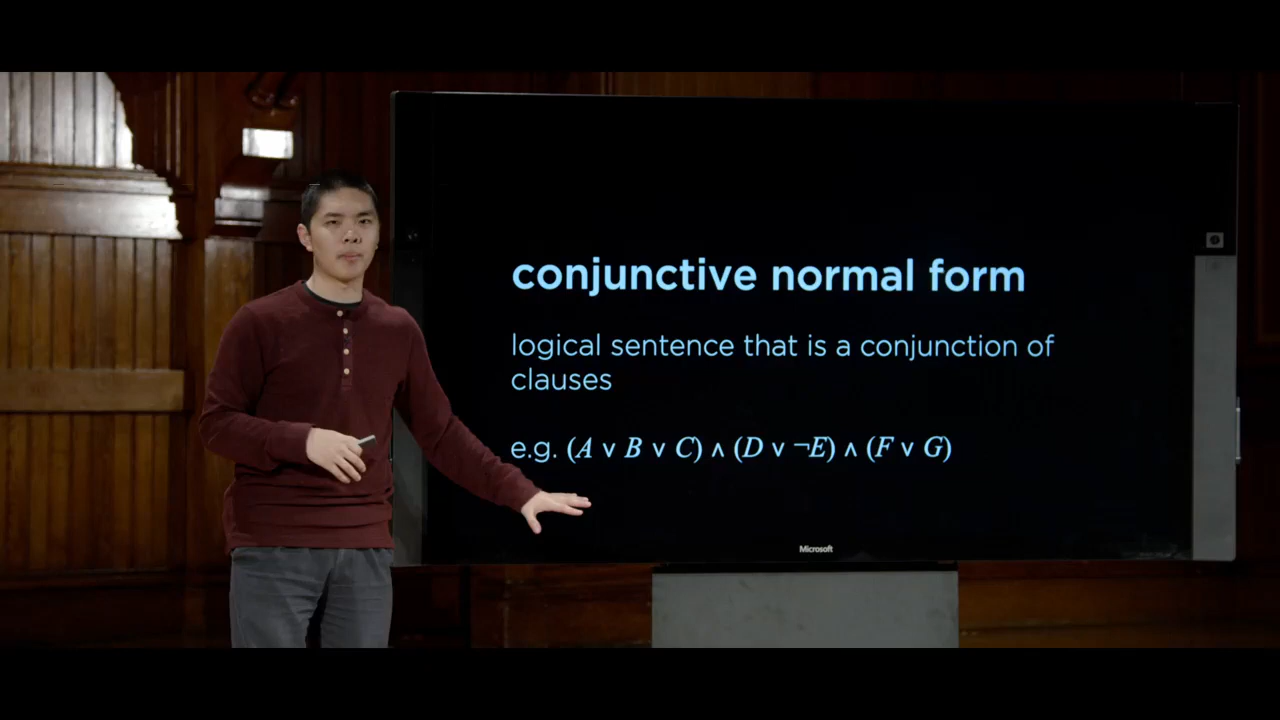 conjunctive normal form
logical sentence that is a conjunction of
clauses
e.g. (A ∨ B ∨ C) ∧ (D ∨ ¬E) ∧ (F ∨ G)
Microsoft